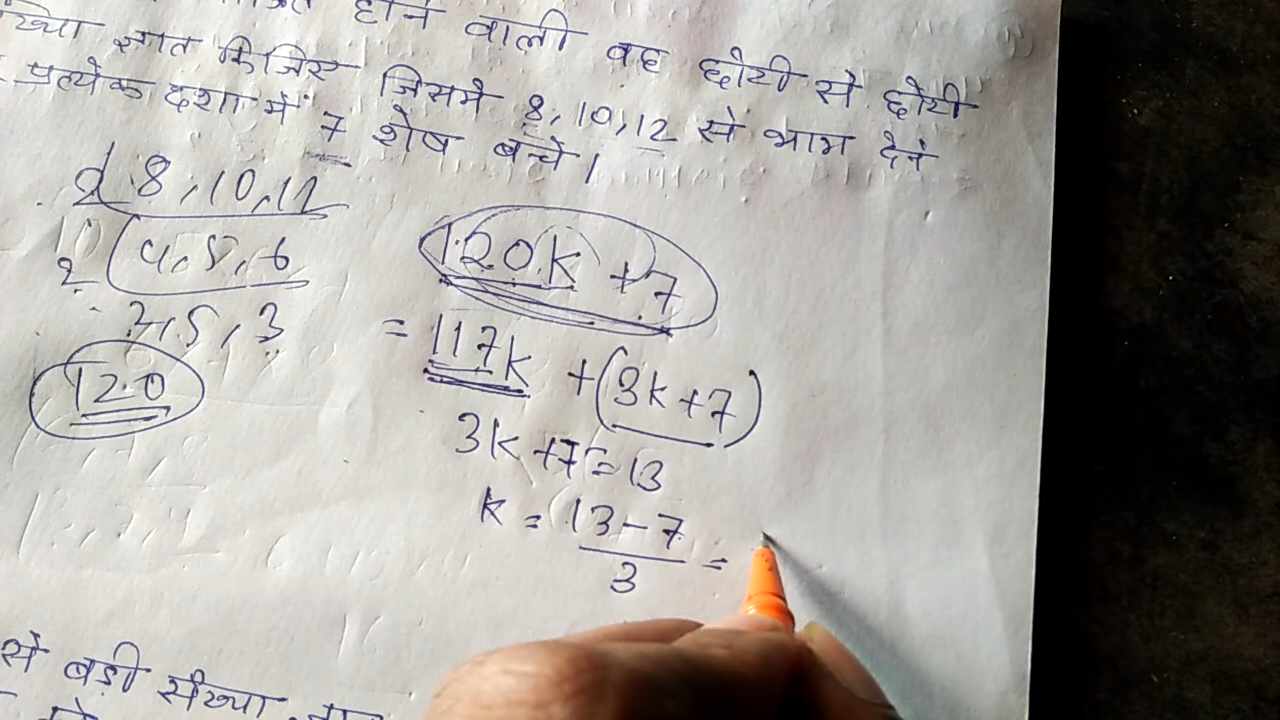 होने वाली वह छोटी से छोटी
ज्ञात किजिए जिसमे 8, 10, 12 से भाग देने
प्रत्येक दशा में 7 शेष बचे।
2 8, 10, 12
2 4, 5, 6
2, 5, 3
120
120k + 7
= 117k + (3k + 7)
3k + 7 = 13
k = 13 - 7
3 =
से बड़ी संख्या